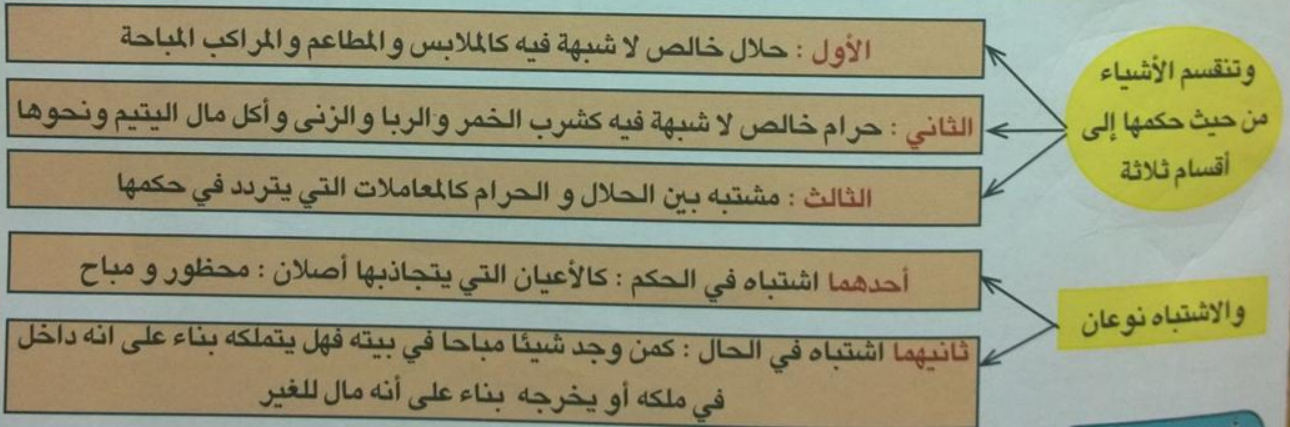 وتنقسم الأشياء
من حيث حكمها إلى
أقسام ثلاثة
الأول : حلال خالص لا شبهة فيه كالملابس والمطاعم والمراكب المباحة
الثاني : حرام خالص لا شبهة فيه كشرب الخمر والربا والزنى وأكل مال اليتيم ونحوها
الثالث : مشتبه بين الحلال و الحرام كالمعاملات التي يتردد في حكمها
والاشتباه نوعان
أحدهما اشتباه في الحكم : كالأعيان التي يتجاذبها أصلان : محظور و مباح
ثانيهما اشتباه في الحال : كمن وجد شيئا مباحا في بيته فهل يتملكه بناء على انه داخل
في ملكه أو يخرجه بناء على أنه مال للغير